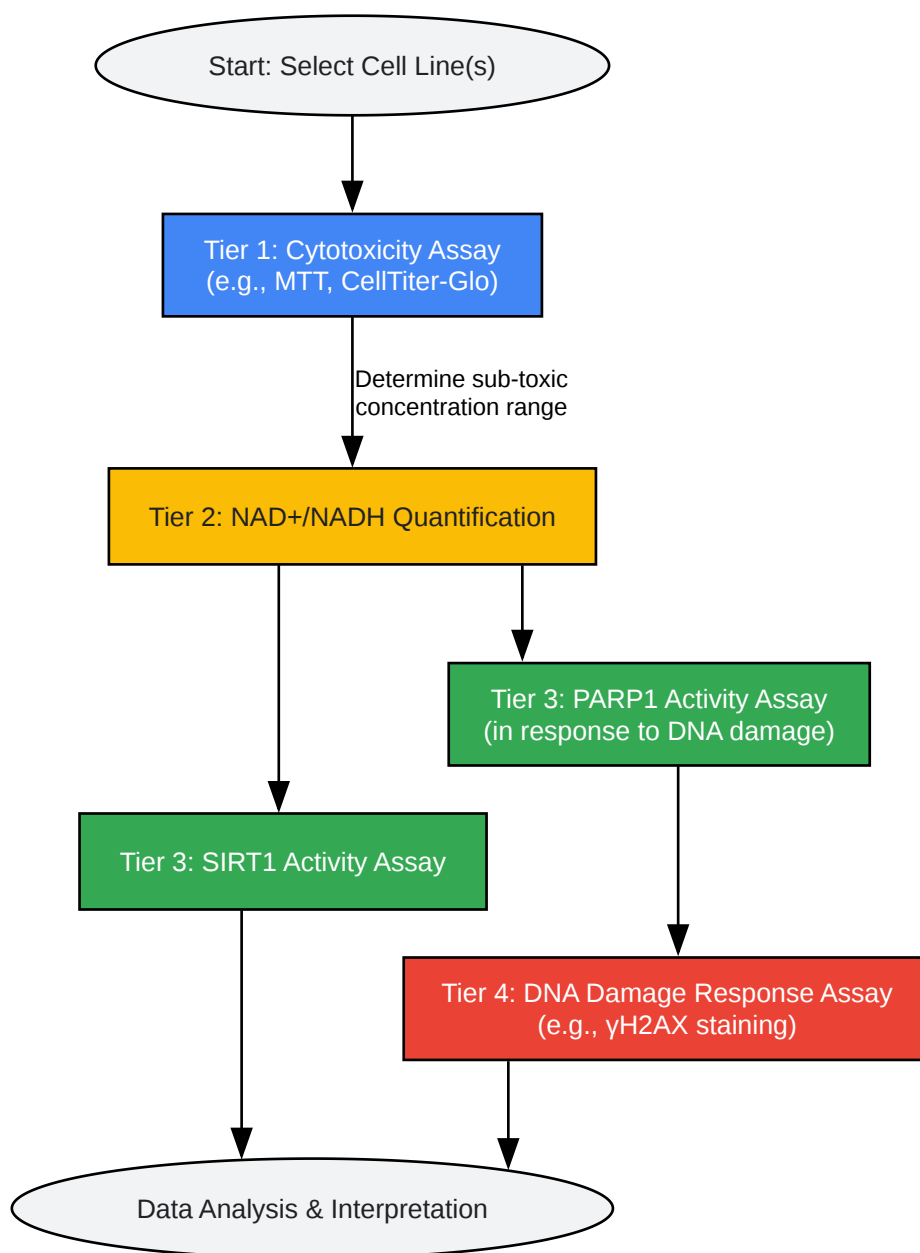 Start: Select Cell Line(s)
Tier 1: Cytotoxicity Assay
(e.g., MTT, CellTiter-Glo)
Determine sub-toxic
concentration range
Tier 2: NAD+/NADH Quantification
Tier 3: PARP1 Activity Assay
(in response to DNA damage)
Tier 3: SIRT1 Activity Assay
Tier 4: DNA Damage Response Assay
(e.g., γH2AX staining)
Data Analysis & Interpretation